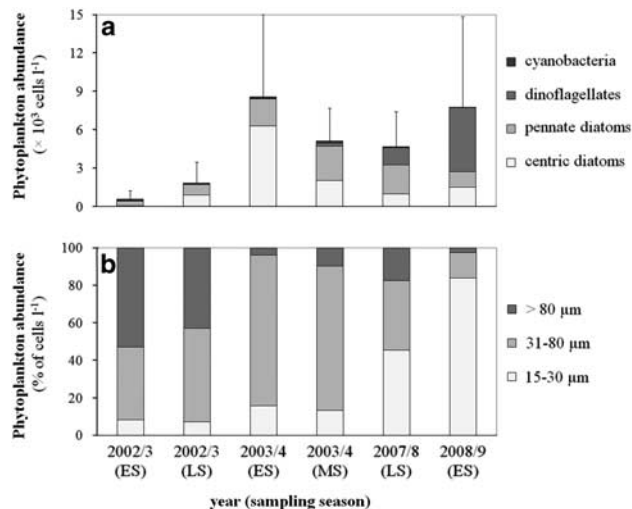 a
Phytoplankton abundance
(× 10³ cells l⁻¹)
15
12
9
6
3
0
cyanobacteria
dinoflagellates
pennate diatoms
centric diatoms
b
Phytoplankton abundance
(% of cells l⁻¹)
100
80
60
40
20
0
> 80 µm
31-80 µm
15-30 µm
2002/3 2002/3 2003/4 2003/4 2007/8 2008/9
(ES) (LS) (ES) (MS) (LS) (ES)
year (sampling season)